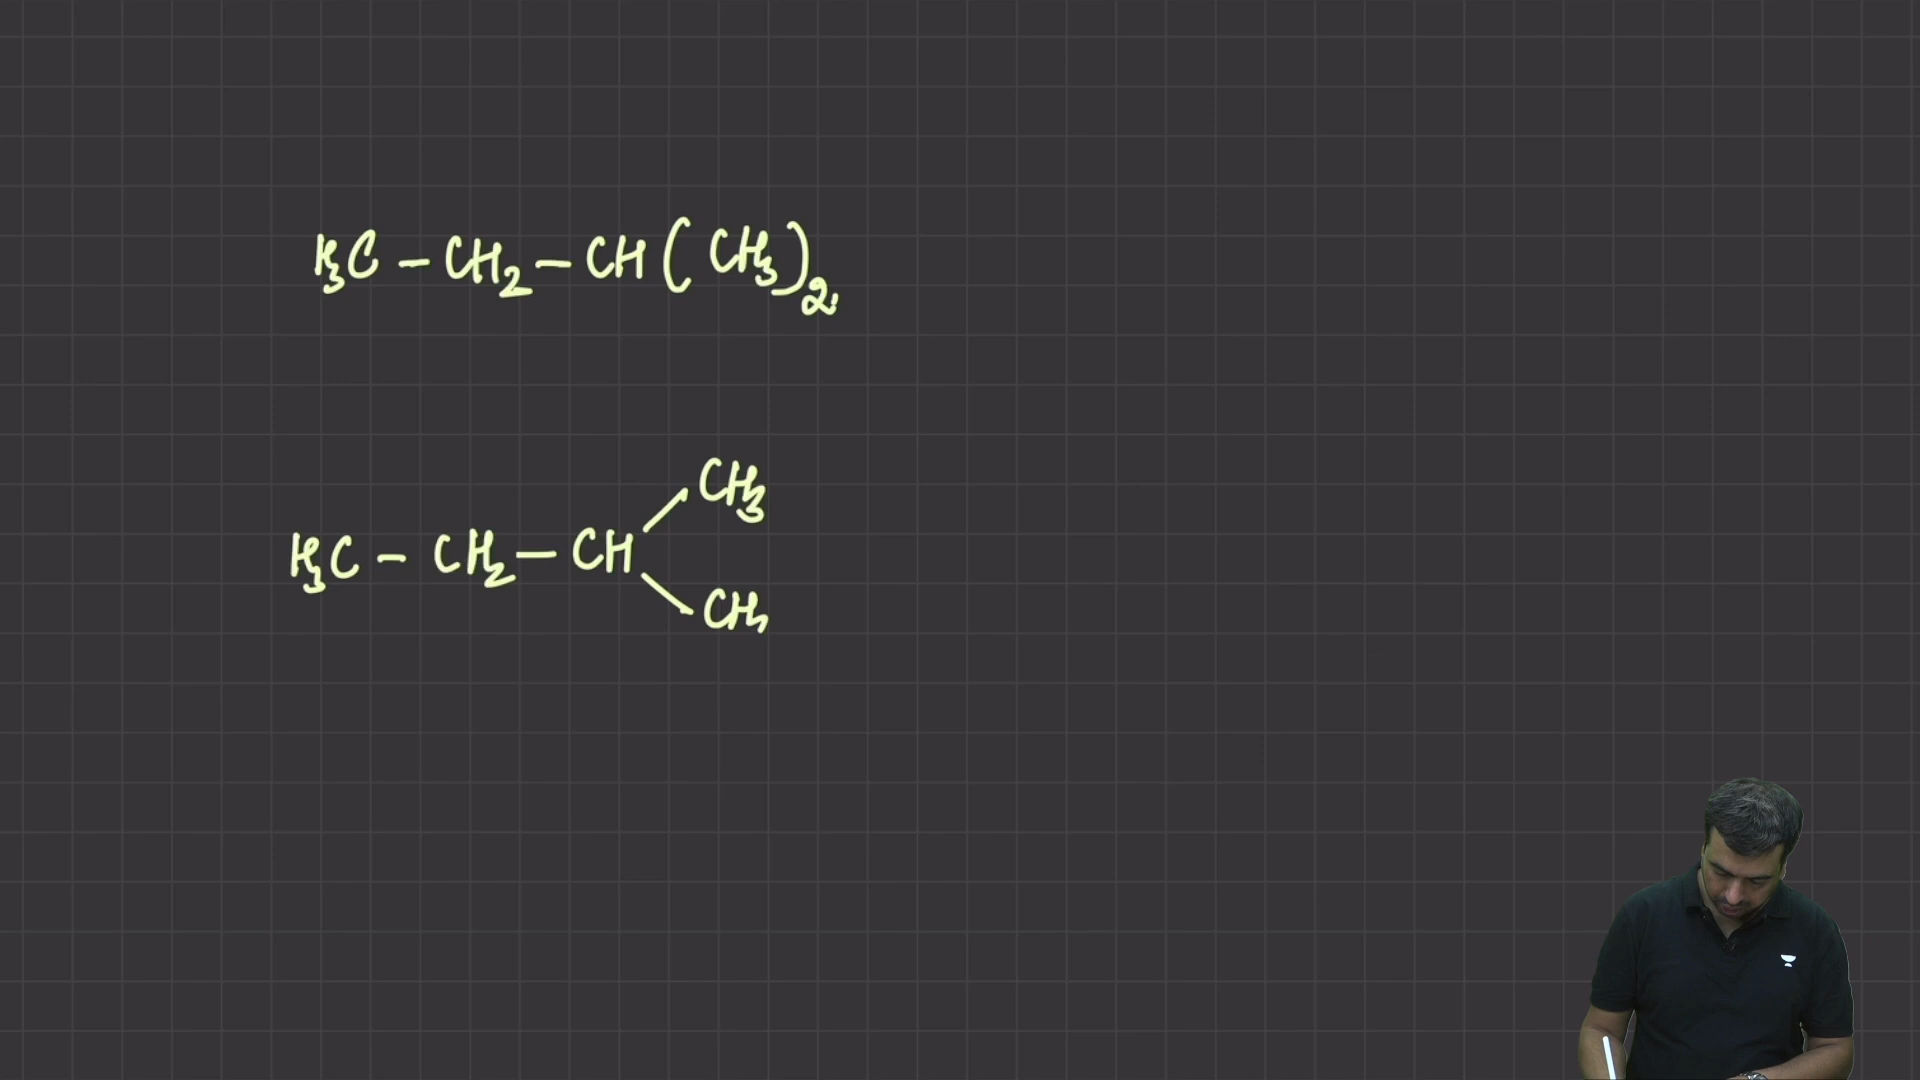 H₃C – CH₂ – CH(CH₃)₂
CH₃
H₃C – CH₂ – CH
CH₃